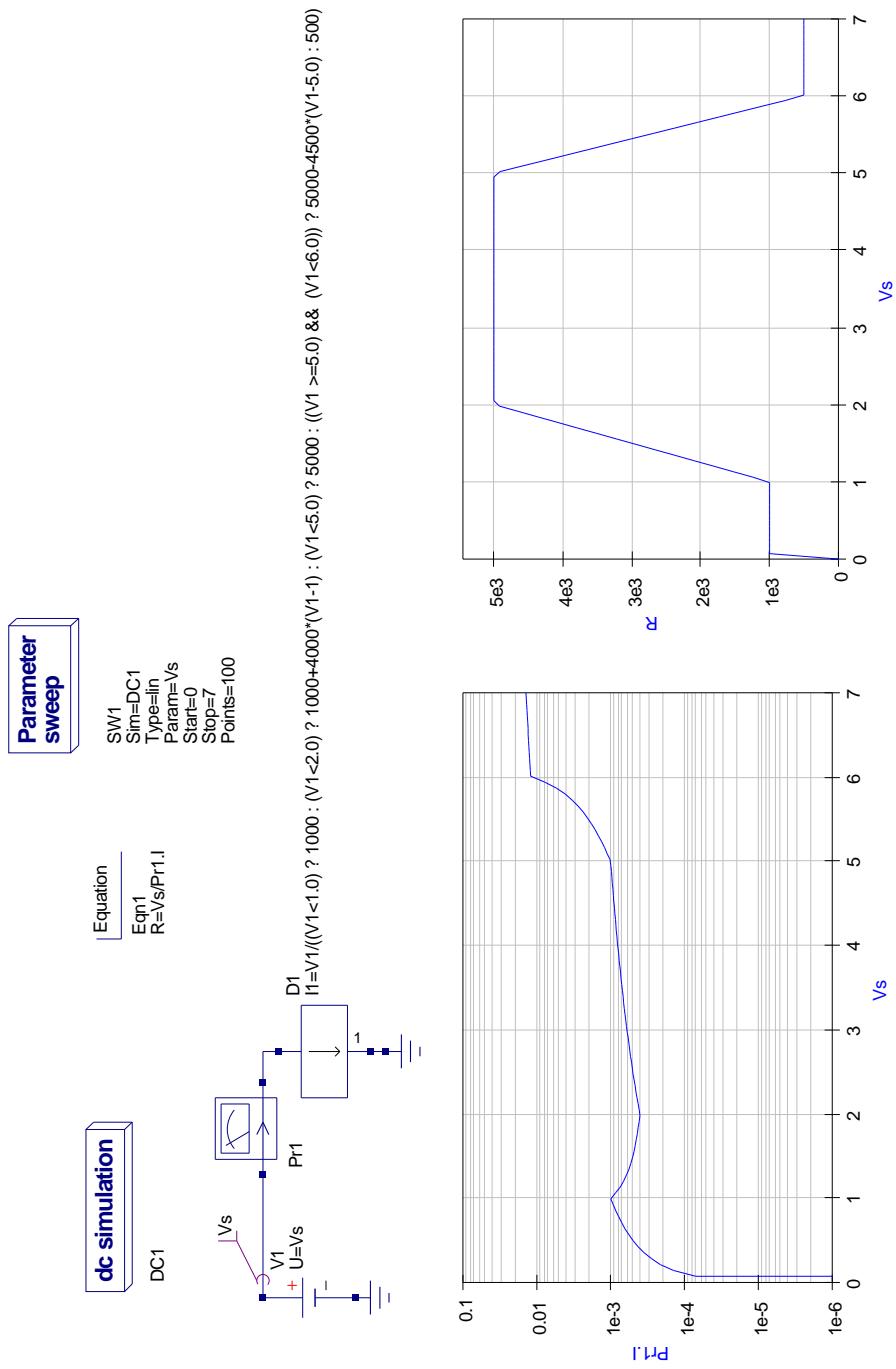 dc simulation
DC1
Equation
Eqn1
R=Vs/Pr1.I
Parameter
sweep
SW1
Sim=DC1
Type=lin
Param=Vs
Start=0
Stop=7
Points=100
Vs
V1
U=Vs
+
-
Pr1
D1
I1=V1/((V1<1.0) ? 1000 : (V1<2.0) ? 1000+4000*(V1-1) : (V1<5.0) ? 5000 : ((V1 >=5.0) && (V1<6.0)) ? 5000-4500*(V1-5.0) : 500)
1
0.1
0.01
1e-3
1e-4
1e-5
1e-6
Pr1.I
0 1 2 3 4 5 6 7
Vs
5e3
4e3
3e3
2e3
1e3
0
R
0 1 2 3 4 5 6 7
Vs